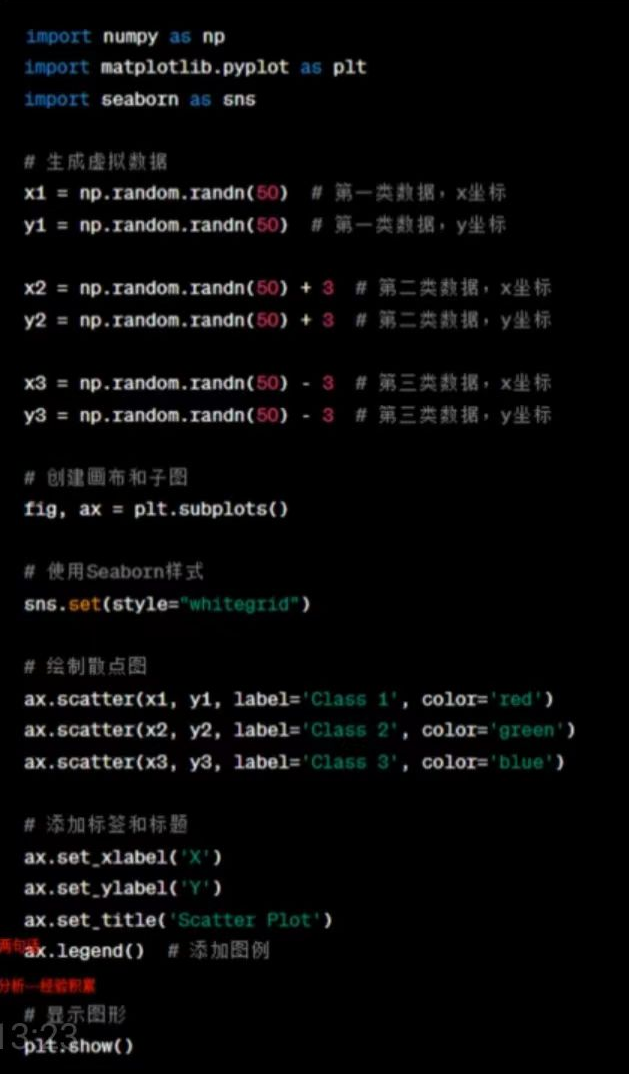 import numpy as np
import matplotlib.pyplot as plt
import seaborn as sns
# 生成虚拟数据
x1 = np.random.randn(50)  # 第一类数据，x坐标
y1 = np.random.randn(50)  # 第一类数据，y坐标
x2 = np.random.randn(50) + 3  # 第二类数据，x坐标
y2 = np.random.randn(50) + 3  # 第二类数据，y坐标
x3 = np.random.randn(50) - 3  # 第三类数据，x坐标
y3 = np.random.randn(50) - 3  # 第三类数据，y坐标
# 创建画布和子图
fig, ax = plt.subplots()
# 使用Seaborn样式
sns.set(style="whitegrid")
# 绘制散点图
ax.scatter(x1, y1, label='Class 1', color='red')
ax.scatter(x2, y2, label='Class 2', color='green')
ax.scatter(x3, y3, label='Class 3', color='blue')
# 添加标签和标题
ax.set_xlabel('X')
ax.set_ylabel('Y')
ax.set_title('Scatter Plot')
两句话
ax.legend()  # 添加图例
分析---经验积累
# 显示图形
13:23
plt.show()